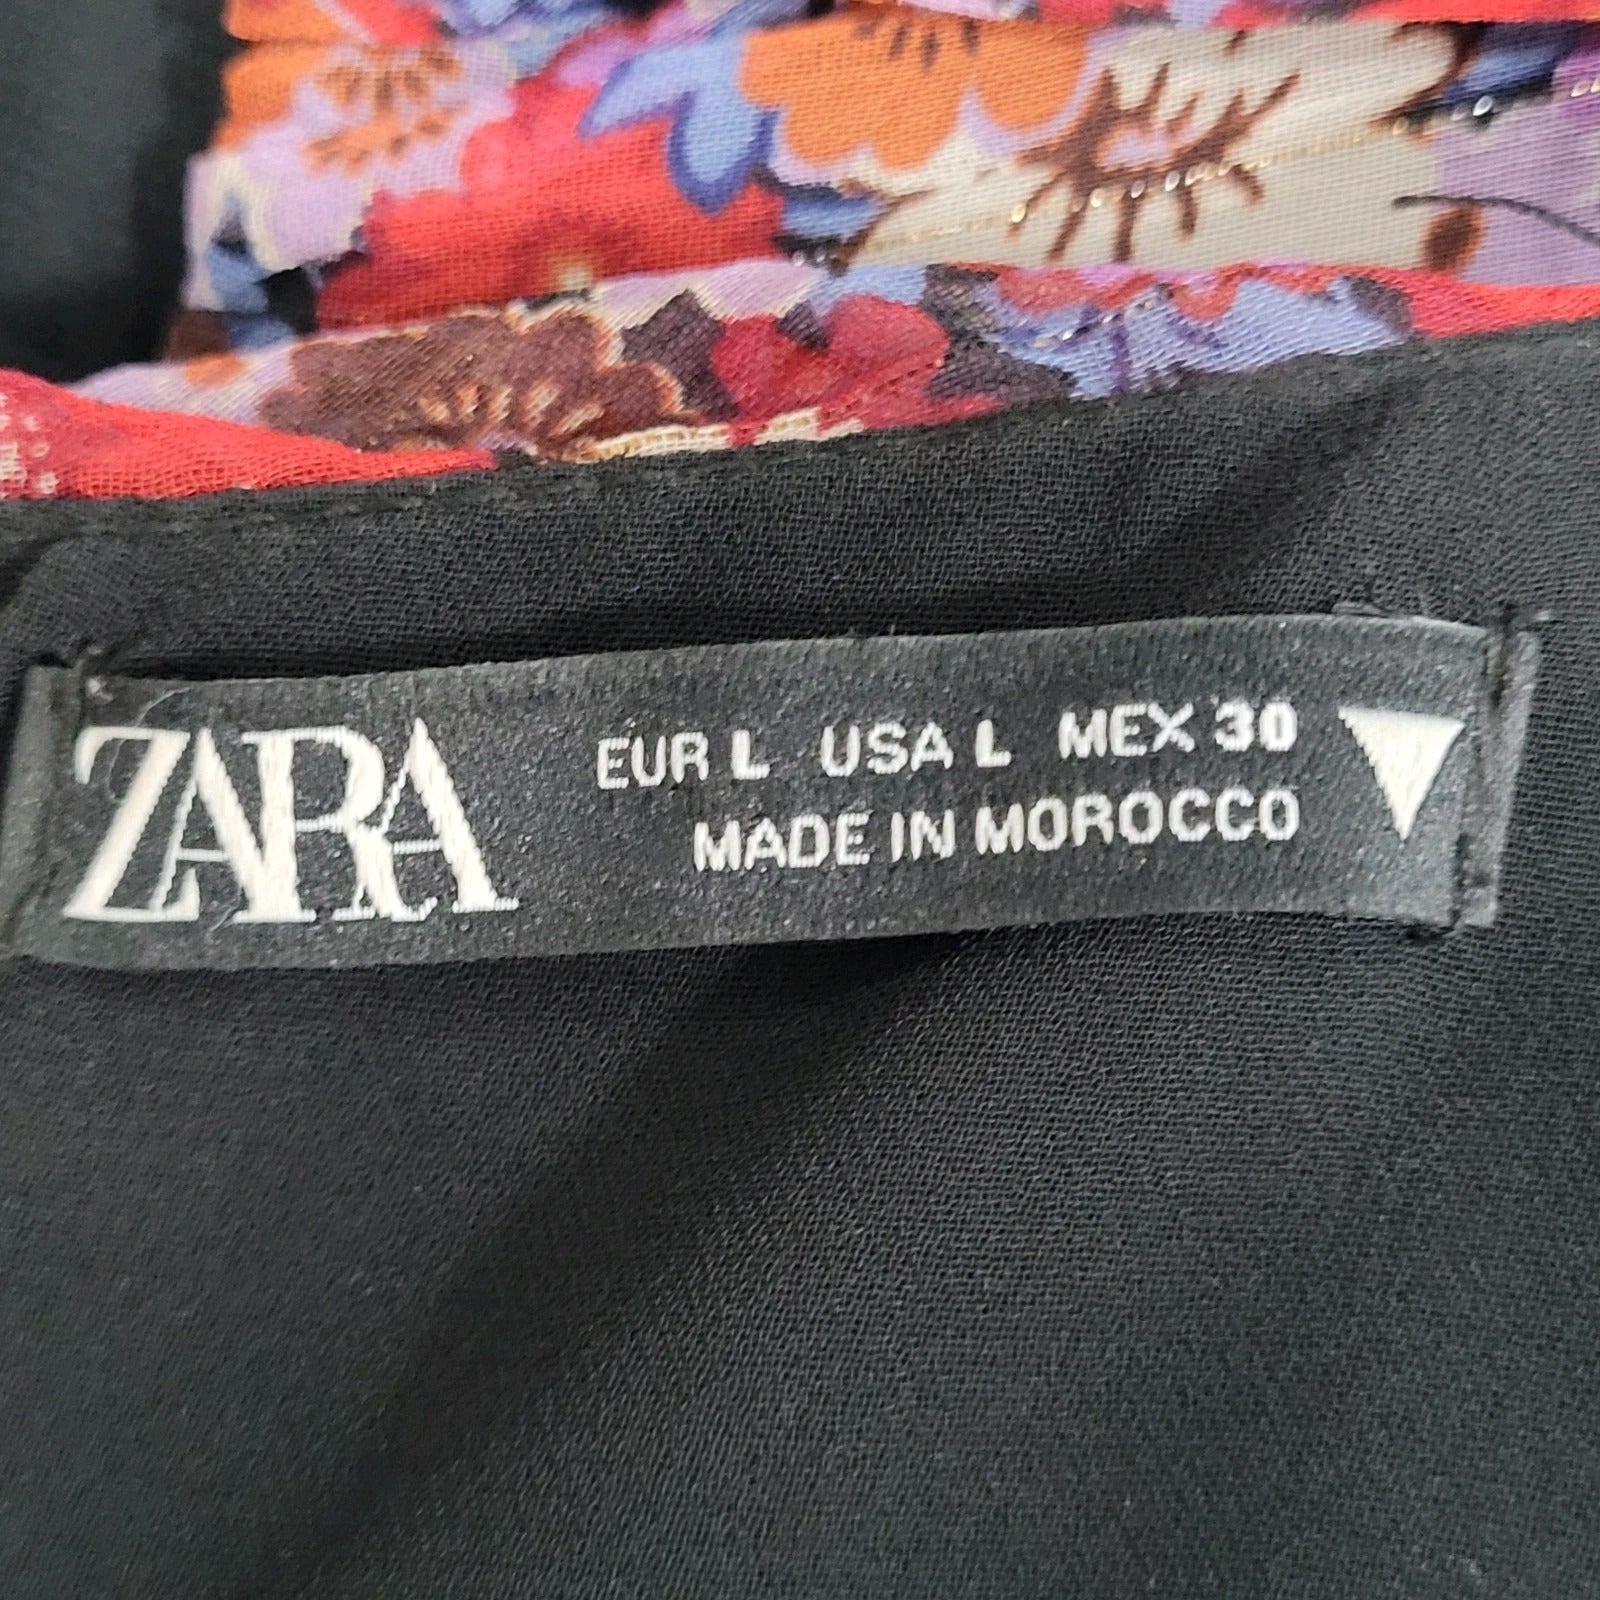 ZARA
EUR L USA L MEX 30
MADE IN MOROCCO